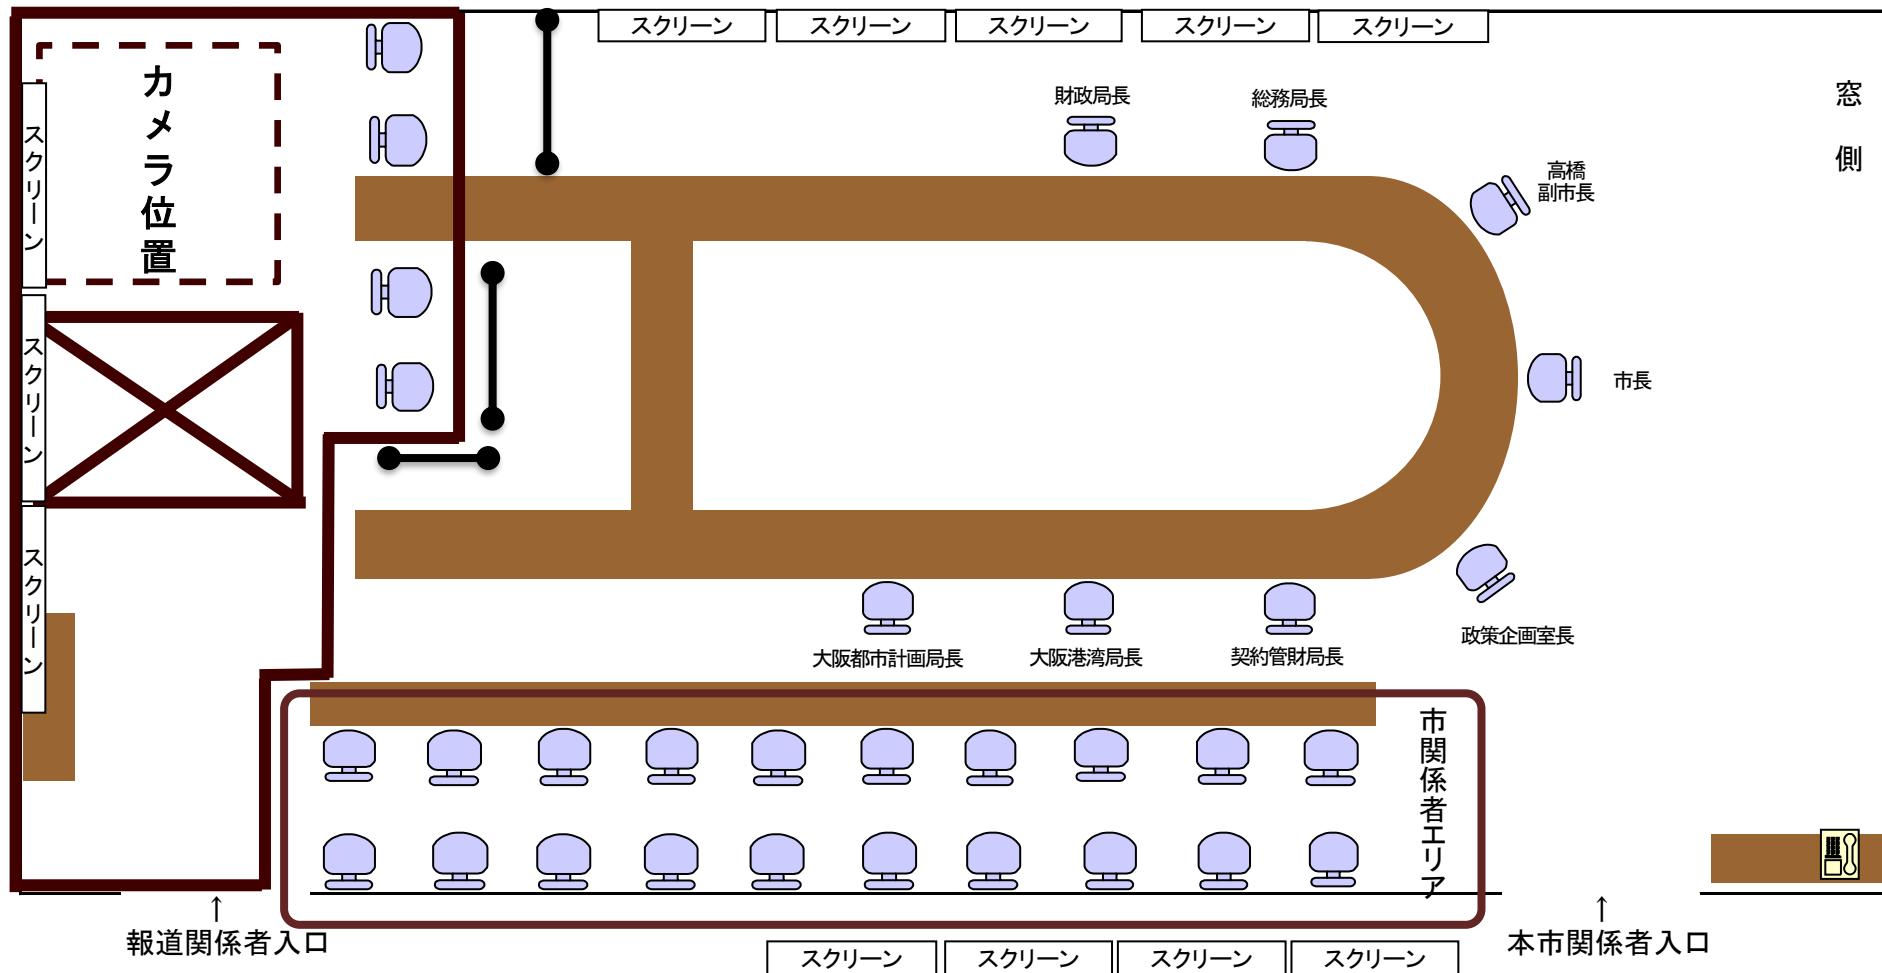 スクリーン
スクリーン
スクリーン
スクリーン
スクリーン
カメラ位置
スクリーン
スクリーン
スクリーン
財政局長
総務局長
高橋
副市長
窓側
市長
政策企画室長
大阪都市計画局長
大阪港湾局長
契約管財局長
市関係者エリア
↑
報道関係者入口
↑
本市関係者入口
スクリーン
スクリーン
スクリーン
スクリーン